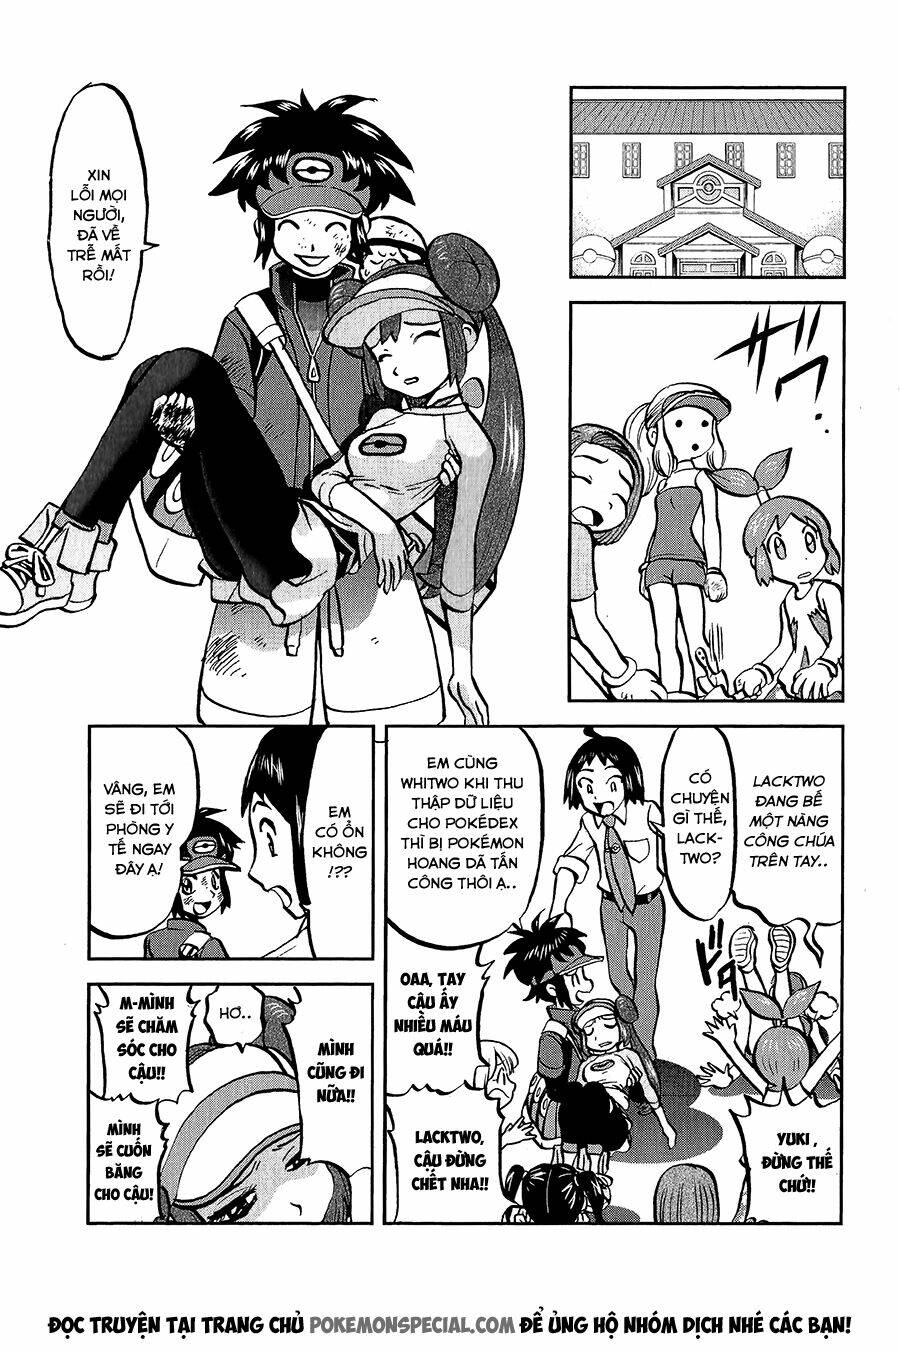 XIN
LỖI MỌI
NGƯỜI,
ĐÃ VỀ
TRỄ MẤT
RỒI!
LACKTWO
ĐANG BẾ
MỘT NÀNG
CÔNG CHÚA
TRÊN TAY..
CÓ
CHUYỆN
GÌ THẾ,
LACK-
TWO?
EM CÙNG
WHITWO KHI THU
THẬP DỮ LIỆU
CHO POKÉDEX
THÌ BỊ POKÉMON
HOANG DÃ TẤN
CÔNG THÔI Ạ..
YUKI,
ĐỪNG THẾ
CHỨ!!
OAA, TAY
CẬU ẤY
NHIỀU MÁU
QUÁ!!
LACKTWO,
CẬU ĐỪNG
CHẾT NHA!!
EM
CÓ ỔN
KHÔNG
!??
VÂNG, EM
SẼ ĐI TỚI
PHÒNG Y
TẾ NGAY
ĐÂY Ạ!
MÌNH
CŨNG ĐI
NỮA!!
HƠ..
M-MÌNH
SẼ CHĂM
SÓC CHO
CẬU!!
MÌNH
SẼ CUỐN
BĂNG
CHO CẬU!
ĐỌC TRUYỆN TẠI TRANG CHỦ POKEMONSPECIAL.COM ĐỂ ỦNG HỘ NHÓM DỊCH NHÉ CÁC BẠN!